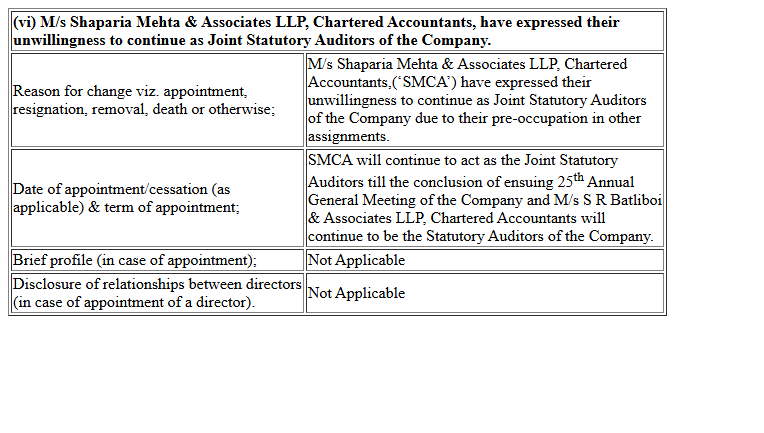 (vi) M/s Shaparia Mehta & Associates LLP, Chartered Accountants, have expressed their
unwillingness to continue as Joint Statutory Auditors of the Company.
Reason for change viz. appointment,
resignation, removal, death or otherwise;
M/s Shaparia Mehta & Associates LLP, Chartered
Accountants,(‘SMCA’) have expressed their
unwillingness to continue as Joint Statutory Auditors
of the Company due to their pre-occupation in other
assignments.
Date of appointment/cessation (as
applicable) & term of appointment;
SMCA will continue to act as the Joint Statutory
Auditors till the conclusion of ensuing 25th Annual
General Meeting of the Company and M/s S R Batliboi
& Associates LLP, Chartered Accountants will
continue to be the Statutory Auditors of the Company.
Brief profile (in case of appointment);
Not Applicable
Disclosure of relationships between directors
(in case of appointment of a director).
Not Applicable